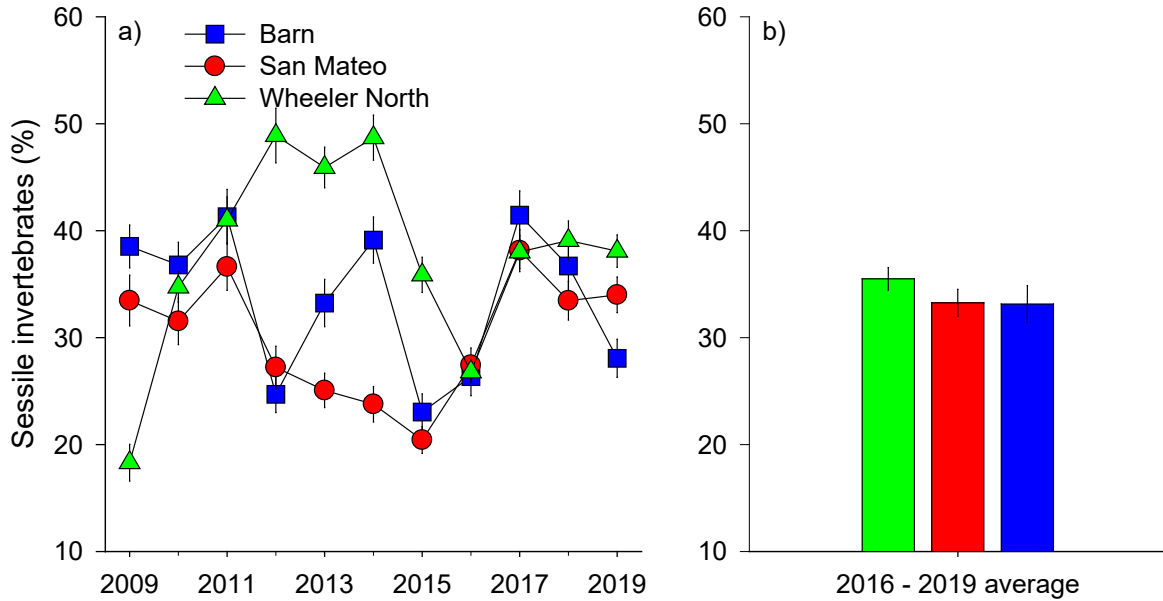 a)
Barn
San Mateo
Wheeler North
Sessile invertebrates (%)
60
50
40
30
20
10
2009 2011 2013 2015 2017 2019
b)
60
50
40
30
20
10
2016 - 2019 average